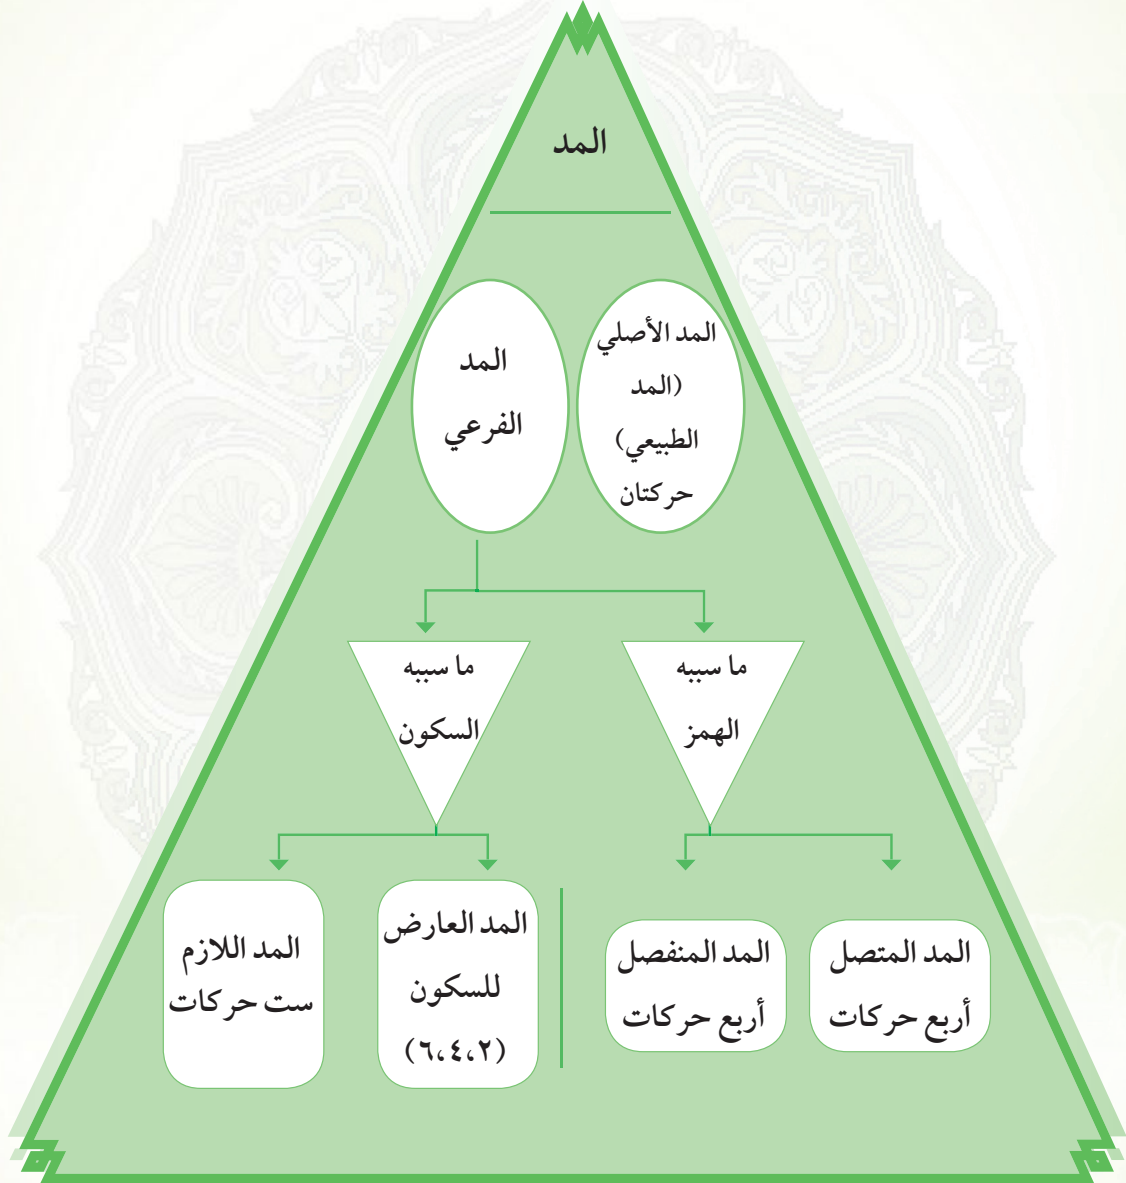 المد
المد الأصلي
(المد
الطبيعي)
حركتان
المد
الفرعي
ما سببه
الهمز
ما سببه
السكون
المد المتصل
أربع حركات
المد المنفصل
أربع حركات
المد العارض
للسكون
(٢،٤،٦)
المد اللازم
ست حركات